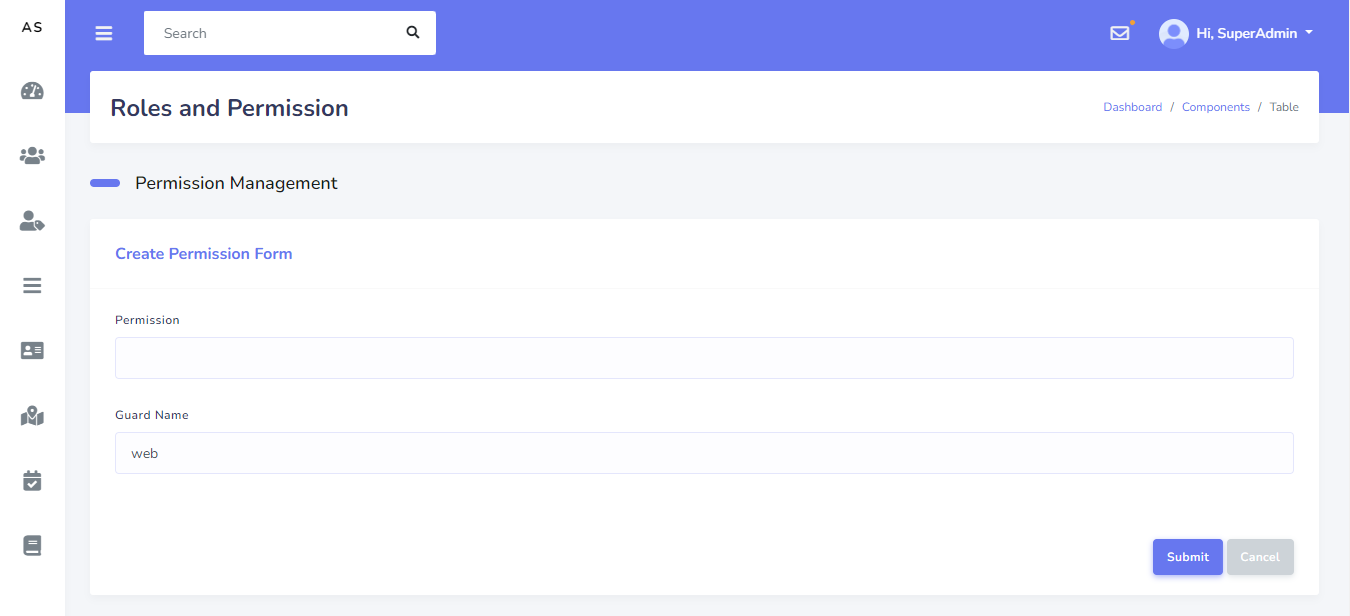 AS
Search
Hi, SuperAdmin
Roles and Permission
Dashboard / Components / Table
Permission Management
Create Permission Form
Permission
Guard Name
web
Submit Cancel